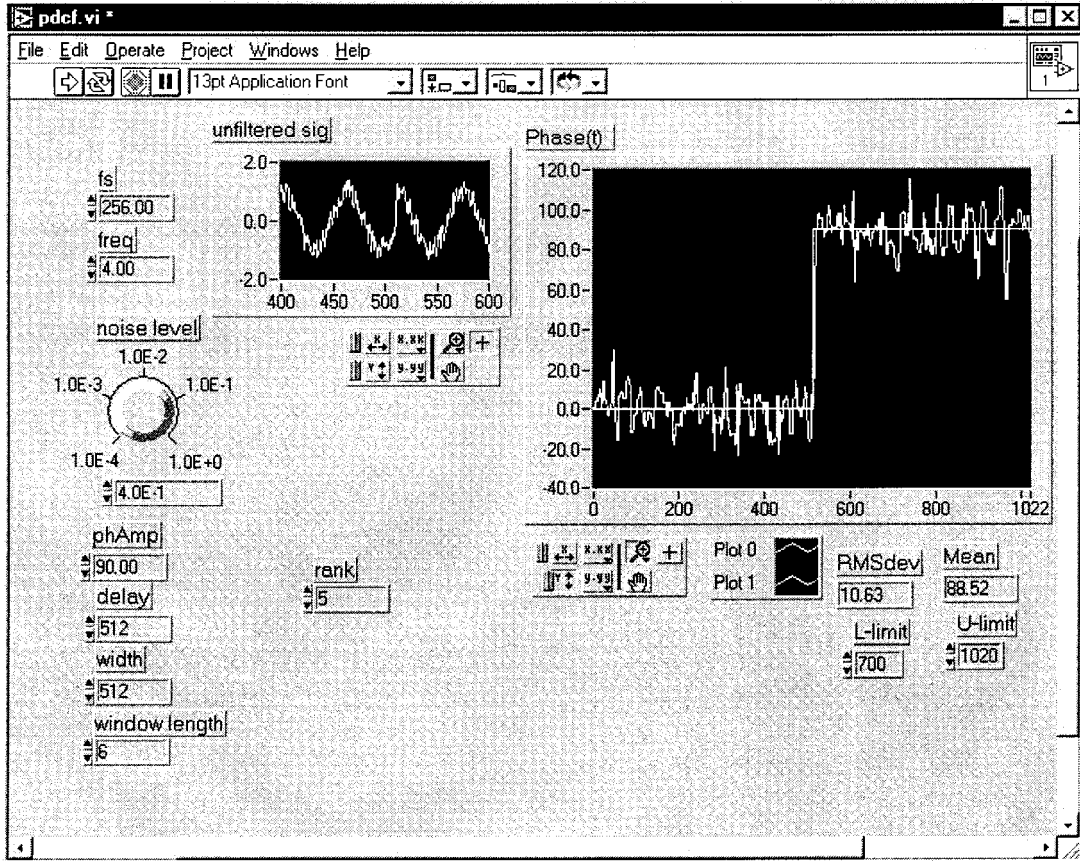 pdcf.vi *
File Edit Operate Project Windows Help
13pt Application Font
1
unfiltered sig
2.0
0.0
-2.0
400 450 500 550 600
Phase(t)
120.0
100.0
80.0
60.0
40.0
20.0
0.0
-20.0
-40.0
0 200 400 600 800 1022
fs
256.00
freq
4.00
noise level
1.0E-2
1.0E-3 1.0E-1
1.0E-4 1.0E+0
4.0E-1
X X.XX
Y Y.YY
phAmp
90.00
delay
512
width
512
window length
6
rank
5
X X.XX
Y Y.YY
Plot 0
Plot 1
RMSdev
10.63
Mean
88.52
L-limit
700
U-limit
1020